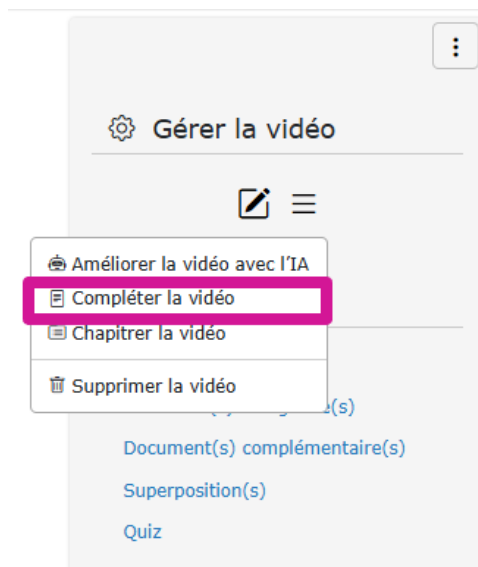 Gérer la vidéo
Améliorer la vidéo avec l'IA
Compléter la vidéo
Chapitrer la vidéo
Supprimer la vidéo
Document(s) complémentaire(s)
Superposition(s)
Quiz